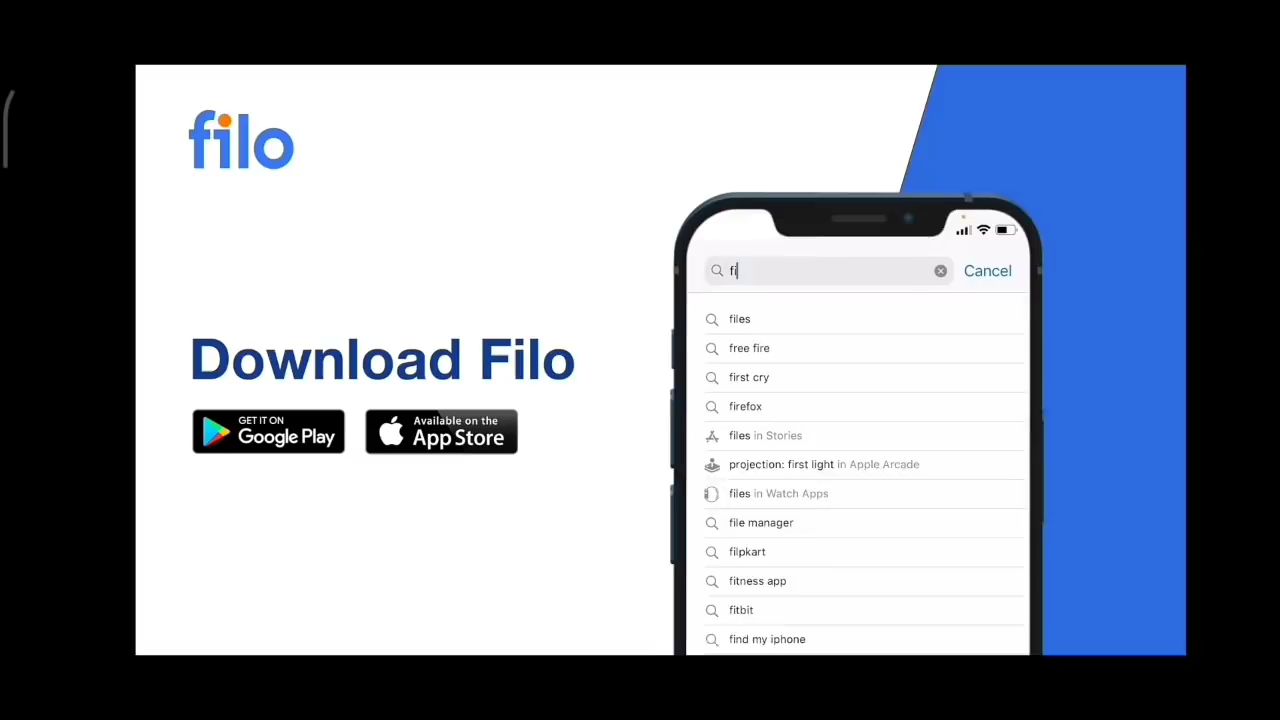 filo
Download Filo
GET IT ON
Google Play
Available on the
App Store
fi
Cancel
files
free fire
first cry
firefox
files in Stories
projection: first light in Apple Arcade
files in Watch Apps
file manager
filpkart
fitness app
fitbit
find my iphone